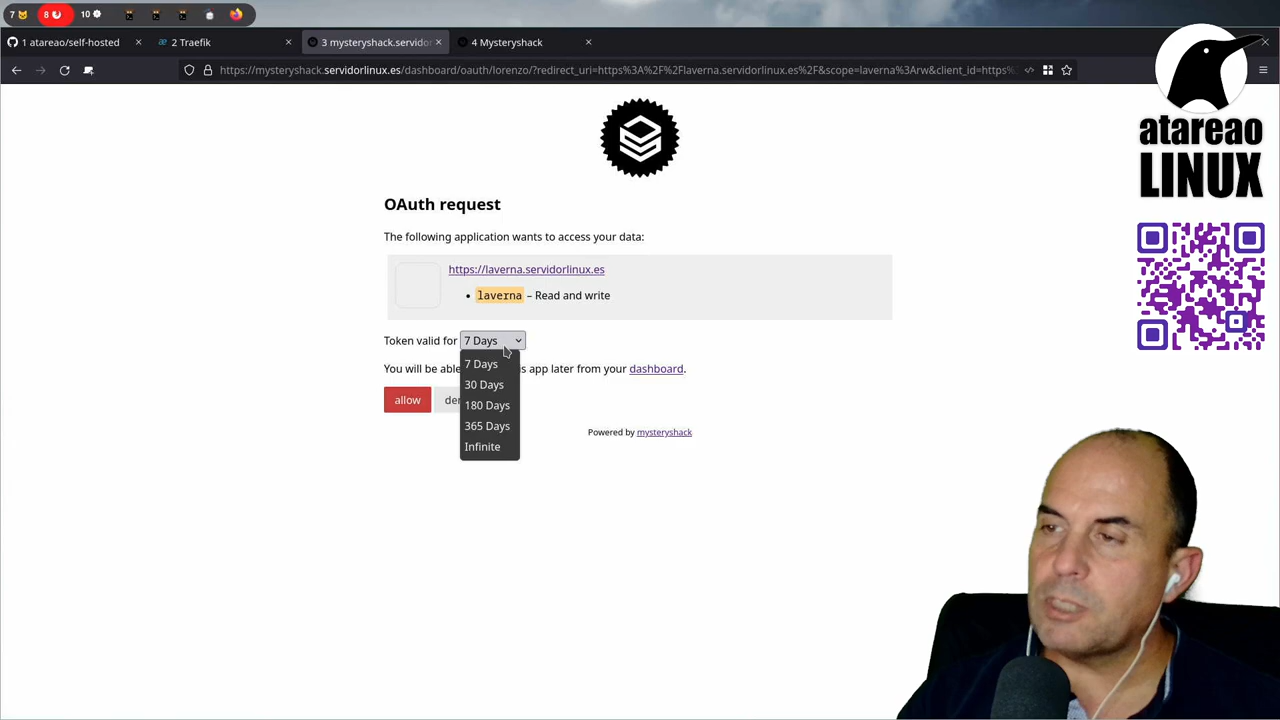 7
8
10
1 atareao/self-hosted
2 Traefik
3 mysteryshack.servidor
4 Mysteryshack
https://mysteryshack.servidorlinux.es/dashboard/oauth/lorenzo/?redirect_uri=https%3A%2F%2Flaverna.servidorlinux.es%2F&scope=laverna%3Arw&client_id=https%
atareao
LINUX
OAuth request
The following application wants to access your data:
https://laverna.servidorlinux.es
• laverna – Read and write
Token valid for 7 Days
7 Days
30 Days
180 Days
365 Days
Infinite
You will be able s app later from your dashboard.
allow
den
Powered by mysteryshack